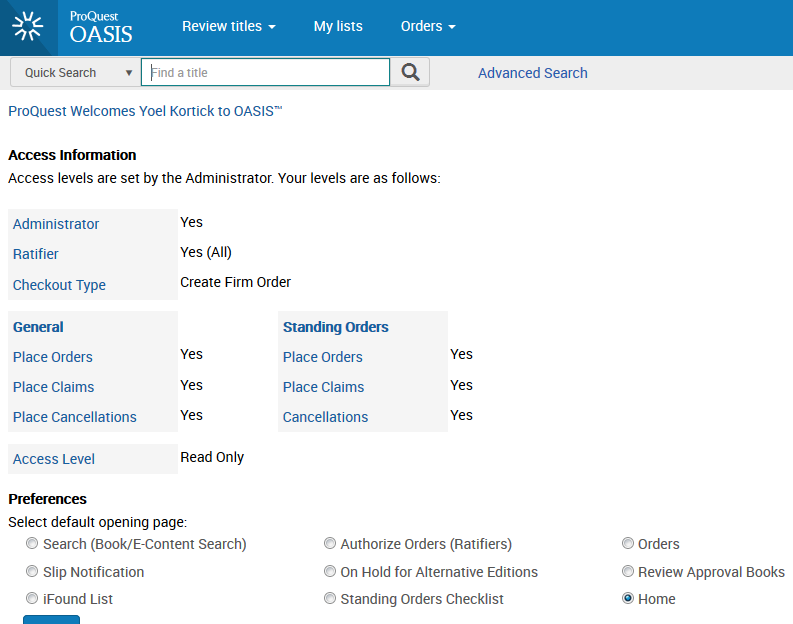 ProQuest
OASIS
Review titles My lists Orders
Quick Search Find a title Advanced Search
ProQuest Welcomes Yoel Kortick to OASIS™
Access Information
Access levels are set by the Administrator. Your levels are as follows:
Administrator Yes
Ratifier Yes (All)
Checkout Type Create Firm Order
General Standing Orders
Place Orders Yes Place Orders Yes
Place Claims Yes Place Claims Yes
Place Cancellations Yes Cancellations Yes
Access Level Read Only
Preferences
Select default opening page:
Search (Book/E-Content Search) Authorize Orders (Ratifiers) Orders
Slip Notification On Hold for Alternative Editions Review Approval Books
iFound List Standing Orders Checklist Home